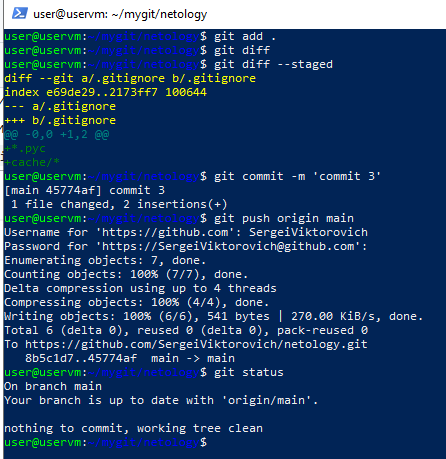 user@uservm: ~/mygit/netology
user@uservm:~/mygit/netology$ git add .
user@uservm:~/mygit/netology$ git diff
user@uservm:~/mygit/netology$ git diff --staged
diff --git a/.gitignore b/.gitignore
index e69de29..2173ff7 100644
--- a/.gitignore
+++ b/.gitignore
@@ -0,0 +1,2 @@
+*.pyc
+cache/*
user@uservm:~/mygit/netology$ git commit -m 'commit 3'
[main 45774af] commit 3
 1 file changed, 2 insertions(+)
user@uservm:~/mygit/netology$ git push origin main
Username for 'https://github.com': SergeiViktorovich
Password for 'https://SergeiViktorovich@github.com':
Enumerating objects: 7, done.
Counting objects: 100% (7/7), done.
Delta compression using up to 4 threads
Compressing objects: 100% (4/4), done.
Writing objects: 100% (6/6), 541 bytes | 270.00 KiB/s, done.
Total 6 (delta 0), reused 0 (delta 0), pack-reused 0
To https://github.com/SergeiViktorovich/netology.git
   8b5c1d7..45774af  main -> main
user@uservm:~/mygit/netology$ git status
On branch main
Your branch is up to date with 'origin/main'.
nothing to commit, working tree clean
user@uservm:~/mygit/netology$